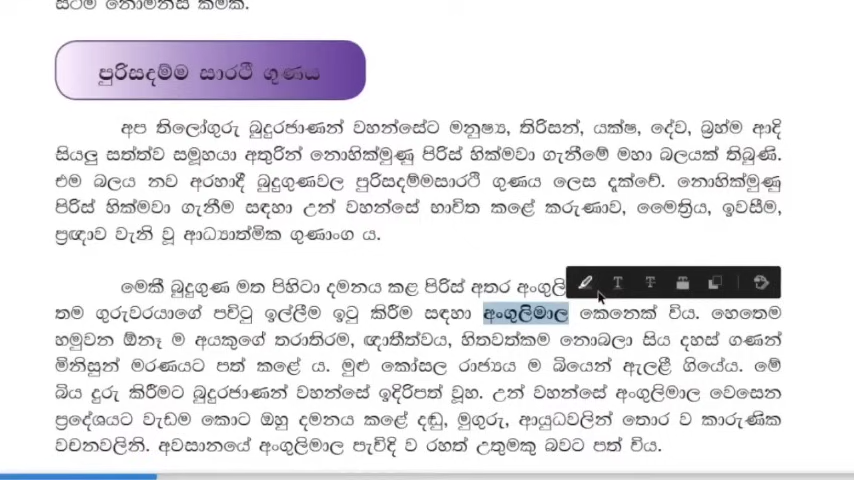 සටම නොමනිස් කමකි.
පුරිසදම්ම සාරථි ගුණය
අප තිලෝගුරු බුදුරජාණන් වහන්සේට මනුෂ්‍ය, තිරිසන්, යක්ෂ, දේව, බ්‍රහ්ම ආදි
සියලු සත්ත්ව සමූහයා අතුරින් නොහික්මුණු පිරිස් හික්මවා ගැනීමේ මහා බලයක් තිබුණි.
එම බලය නව අරහාදී බුදුගුණවල පුරිසදම්මසාරථි ගුණය ලෙස දැක්වේ. නොහික්මුණු
පිරිස් හික්මවා ගැනීම සඳහා උන් වහන්සේ භාවිත කළේ කරුණාව, මෛත්‍රිය, ඉවසීම,
ප්‍රඥාව වැනි වූ ආධ්‍යාත්මික ගුණාංග ය.
මෙකී බුදුගුණ මත පිහිටා දමනය කළ පිරිස් අතර අංගුලි
තම ගුරුවරයාගේ පවිටු ඉල්ලීම ඉටු කිරීම සඳහා අංගුලිමාල කෙනෙක් විය. හෙතෙම
හමුවන ඕනෑ ම අයකුගේ තරාතිරම, ඥාතීත්වය, හිතවත්කම නොබලා සිය දහස් ගණන්
මිනිසුන් මරණයට පත් කළේ ය. මුළු කෝසල රාජ්‍යය ම බියෙන් ඇලළී ගියේය. මේ
බිය දුරු කිරීමට බුදුරජාණන් වහන්සේ ඉදිරිපත් වූහ. උන් වහන්සේ අංගුලිමාල වෙසෙන
ප්‍රදේශයට වැඩම කොට ඔහු දමනය කළේ දඬු, මුගුරු, ආයුධවලින් තොර ව කාරුණික
වචනවලිනි. අවසානයේ අංගුලිමාල පැවිදි ව රහත් උතුමකු බවට පත් විය.